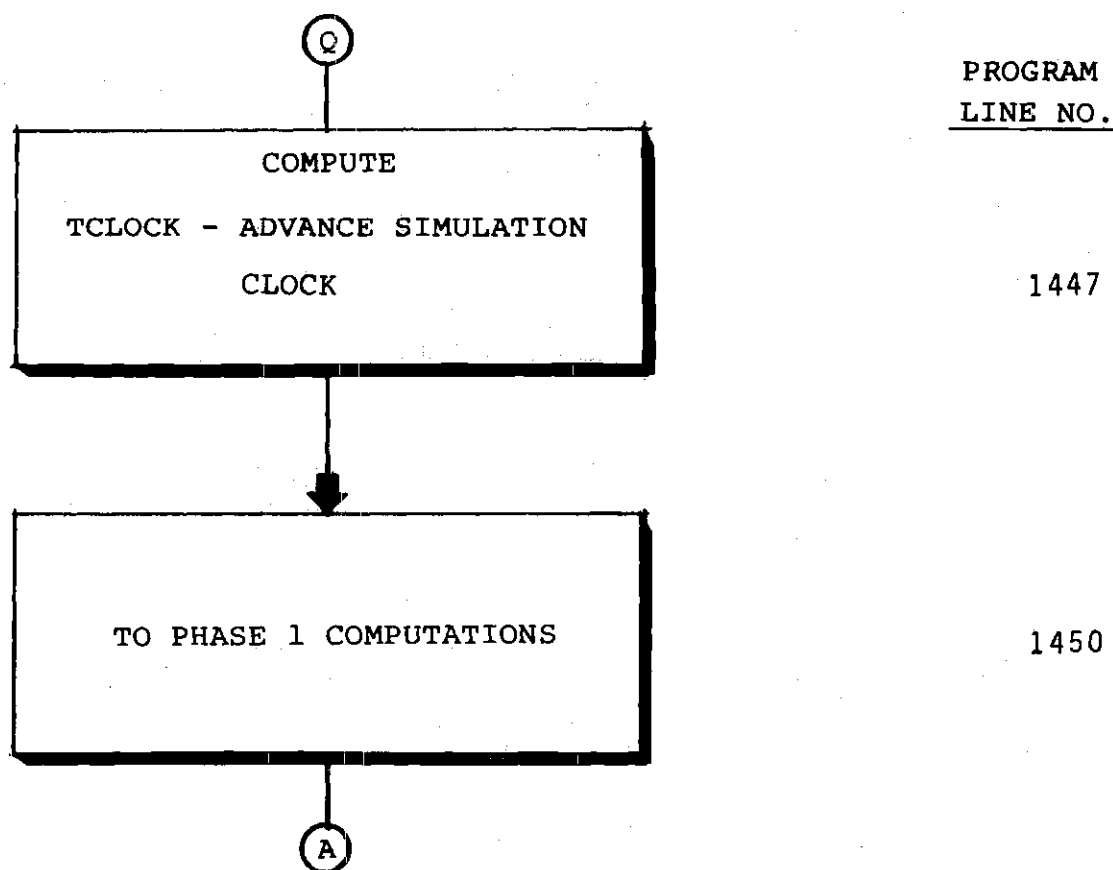 Q
PROGRAM
LINE NO.
COMPUTE
TCLOCK - ADVANCE SIMULATION
CLOCK
1447
TO PHASE 1 COMPUTATIONS
1450
A